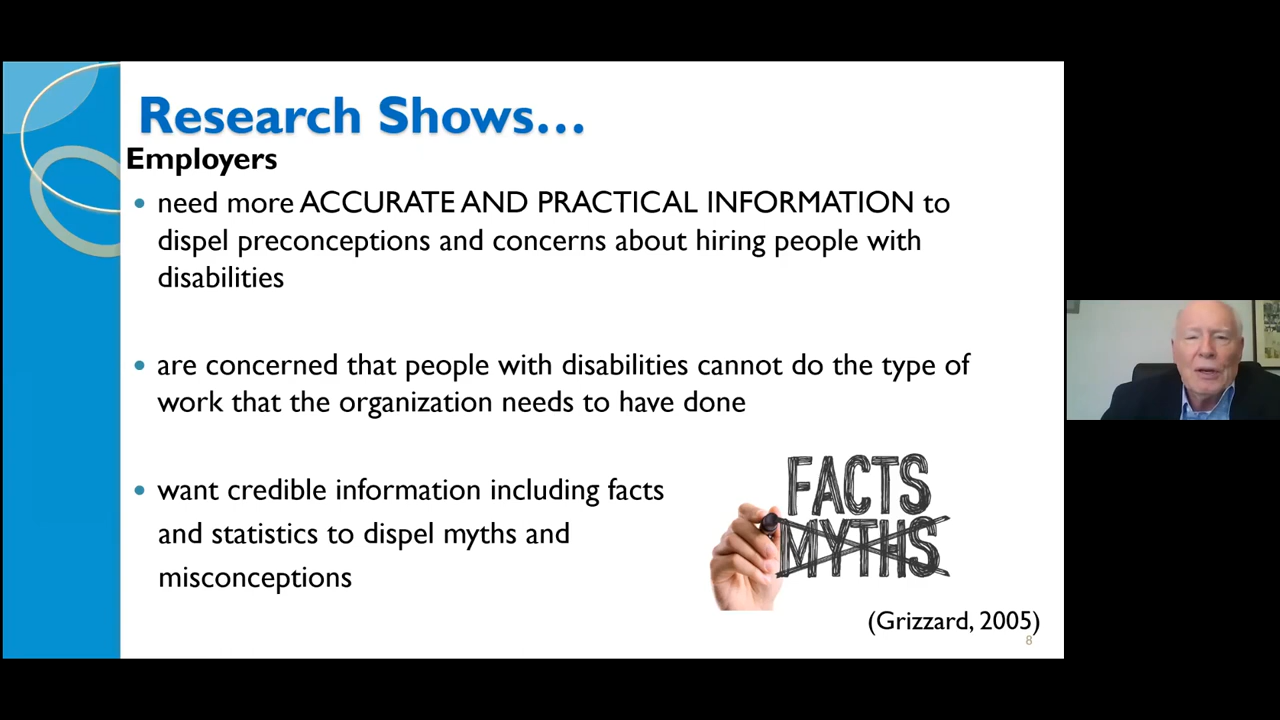 Research Shows...
Employers
need more ACCURATE AND PRACTICAL INFORMATION to
dispel preconceptions and concerns about hiring people with
disabilities
are concerned that people with disabilities cannot do the type of
work that the organization needs to have done
want credible information including facts
and statistics to dispel myths and
misconceptions
FACTS
MYTHS
(Grizzard, 2005)
8